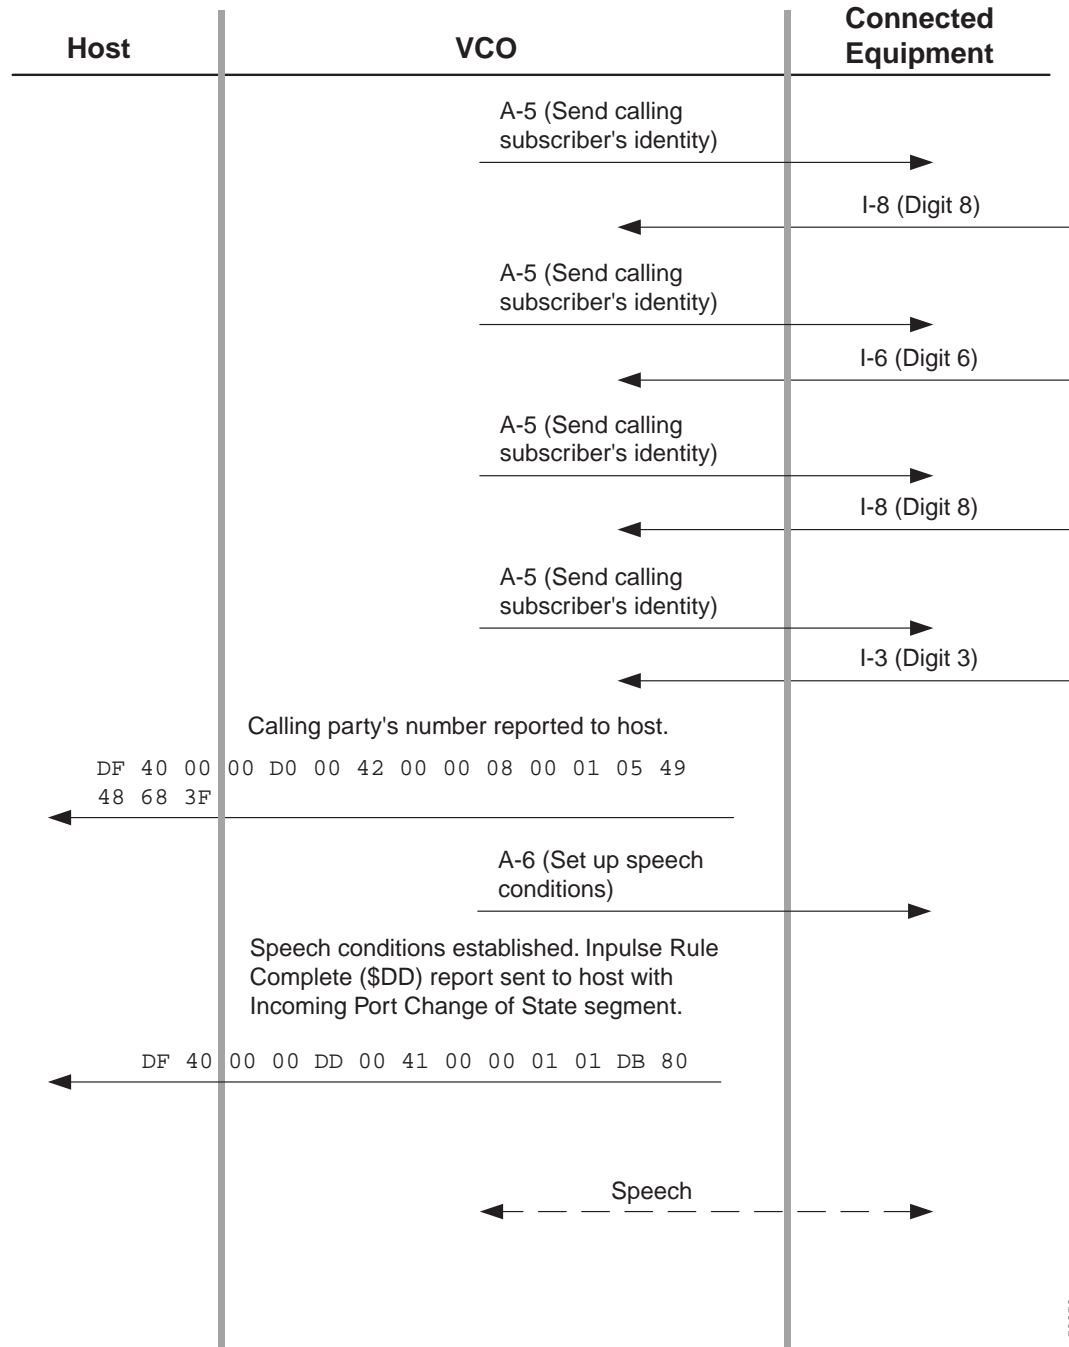 Host
VCO
Connected
Equipment
A-5 (Send calling
subscriber's identity)
I-8 (Digit 8)
A-5 (Send calling
subscriber's identity)
I-6 (Digit 6)
A-5 (Send calling
subscriber's identity)
I-8 (Digit 8)
A-5 (Send calling
subscriber's identity)
I-3 (Digit 3)
Calling party's number reported to host.
DF 40 00 00 D0 00 42 00 00 08 00 01 05 49
48 68 3F
A-6 (Set up speech
conditions)
Speech conditions established. Inpulse Rule
Complete ($DD) report sent to host with
Incoming Port Change of State segment.
DF 40 00 00 DD 00 41 00 00 01 01 DB 80
Speech